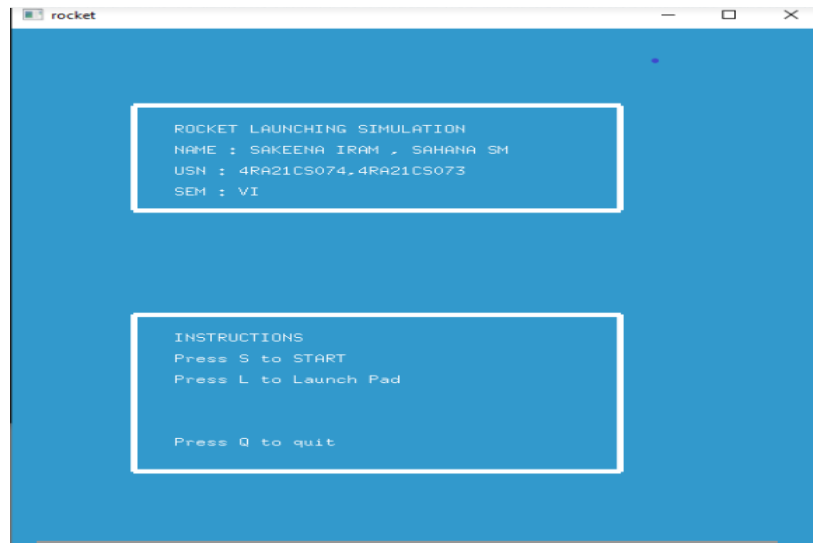 rocket
ROCKET LAUNCHING SIMULATION
NAME : SAKEENA IRAM , SAHANA SM
USN : 4RA21CS074,4RA21CS073
SEM : VI
INSTRUCTIONS
Press S to START
Press L to Launch Pad
Press Q to quit